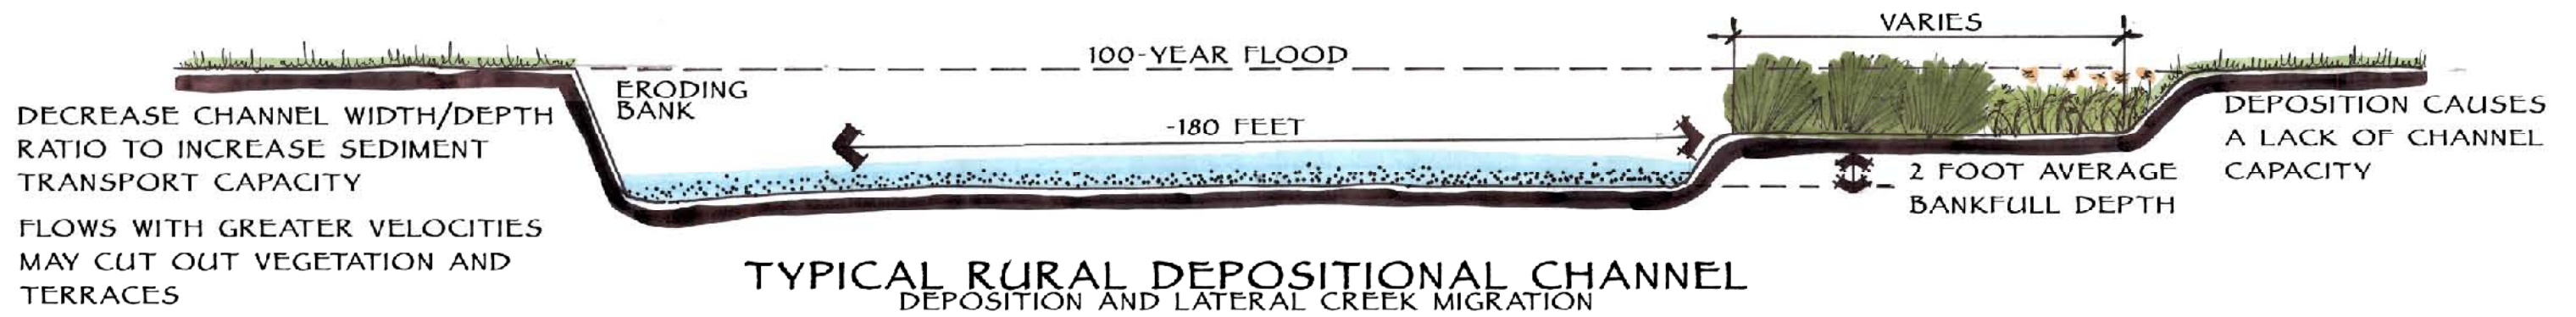 VARIES
100-YEAR FLOOD
ERODING
BANK
DECREASE CHANNEL WIDTH/DEPTH
RATIO TO INCREASE SEDIMENT
TRANSPORT CAPACITY
FLOWS WITH GREATER VELOCITIES
MAY CUT OUT VEGETATION AND
TERRACES
-180 FEET
2 FOOT AVERAGE
BANKFULL DEPTH
DEPOSITION CAUSES
A LACK OF CHANNEL
CAPACITY
TYPICAL RURAL DEPOSITIONAL CHANNEL
DEPOSITION AND LATERAL CREEK MIGRATION